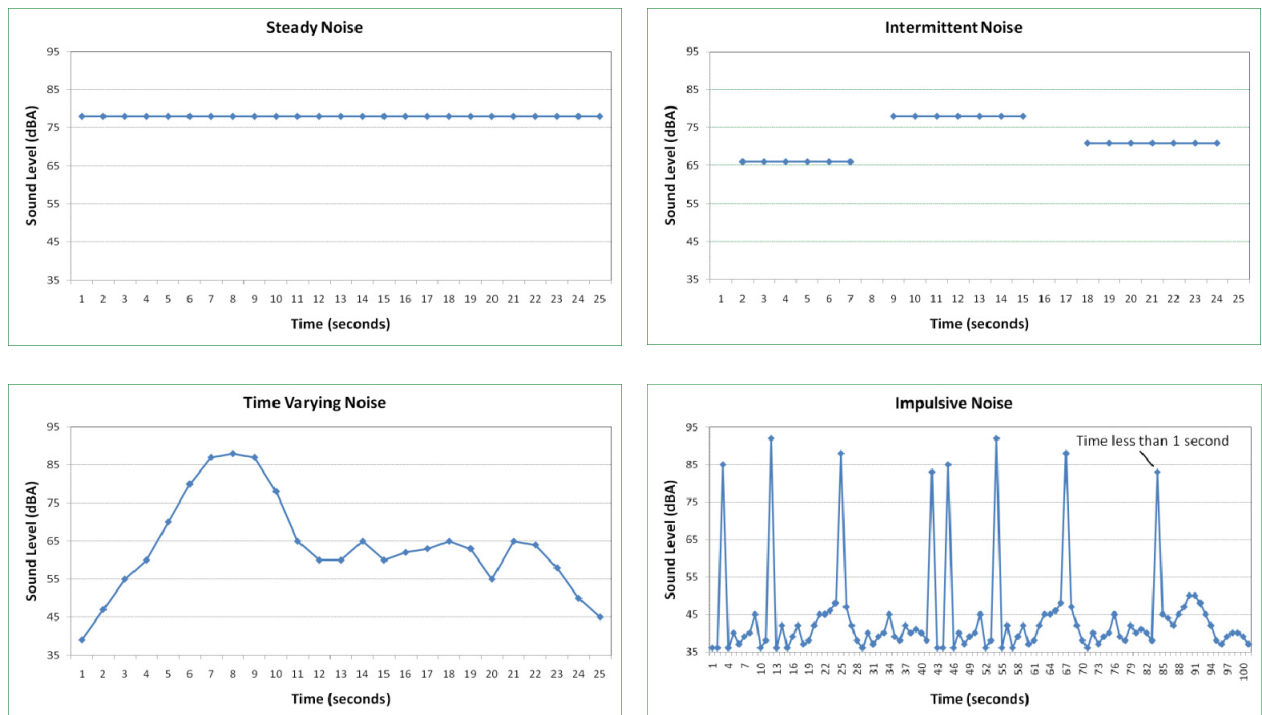 Steady Noise
Sound Level (dBA)
95
85
75
65
55
45
35
1 2 3 4 5 6 7 8 9 10 11 12 13 14 15 16 17 18 19 20 21 22 23 24 25
Time (seconds)
Intermittent Noise
Sound Level (dBA)
95
85
75
65
55
45
35
1 2 3 4 5 6 7 8 9 10 11 12 13 14 15 16 17 18 19 20 21 22 23 24 25
Time (seconds)
Time Varying Noise
Sound Level (dBA)
95
85
75
65
55
45
35
1 2 3 4 5 6 7 8 9 10 11 12 13 14 15 16 17 18 19 20 21 22 23 24 25
Time (seconds)
Impulsive Noise
Time less than 1 second
Sound Level (dBA)
95
85
75
65
55
45
35
1 4 7 10 13 16 19 22 25 28 31 34 37 40 43 46 49 52 55 58 61 64 67 70 73 76 79 82 85 88 91 94 97 100
Time (seconds)